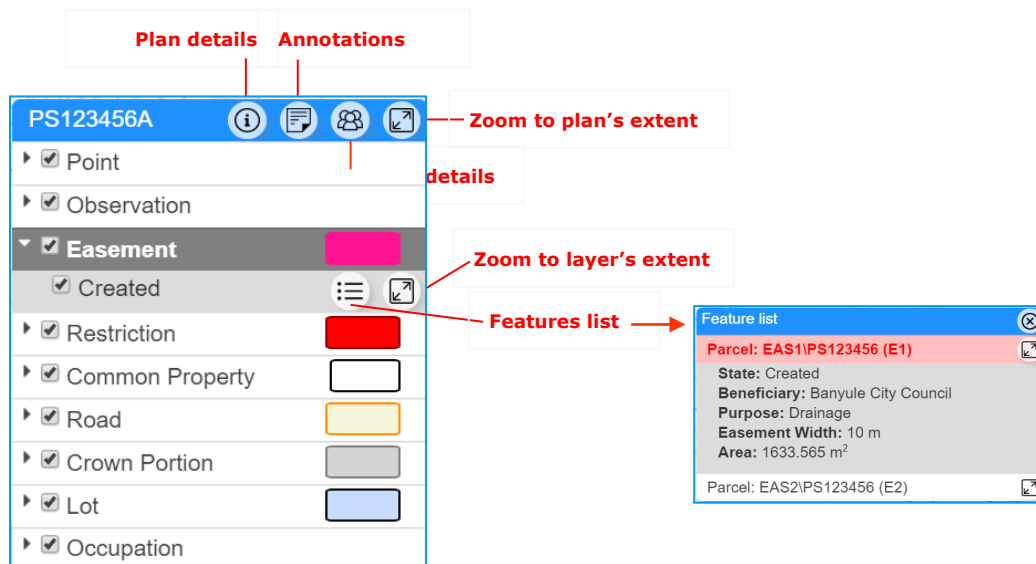 Plan details Annotations
PS123456A
Zoom to plan's extent
Point
details
Observation
Easement
Zoom to layer's extent
Created
Features list
Restriction
Common Property
Road
Crown Portion
Lot
Occupation
Feature list
Parcel: EAS1\PS123456 (E1)
State: Created
Beneficiary: Banyule City Council
Purpose: Drainage
Easement Width: 10 m
Area: 1633.565 m²
Parcel: EAS2\PS123456 (E2)